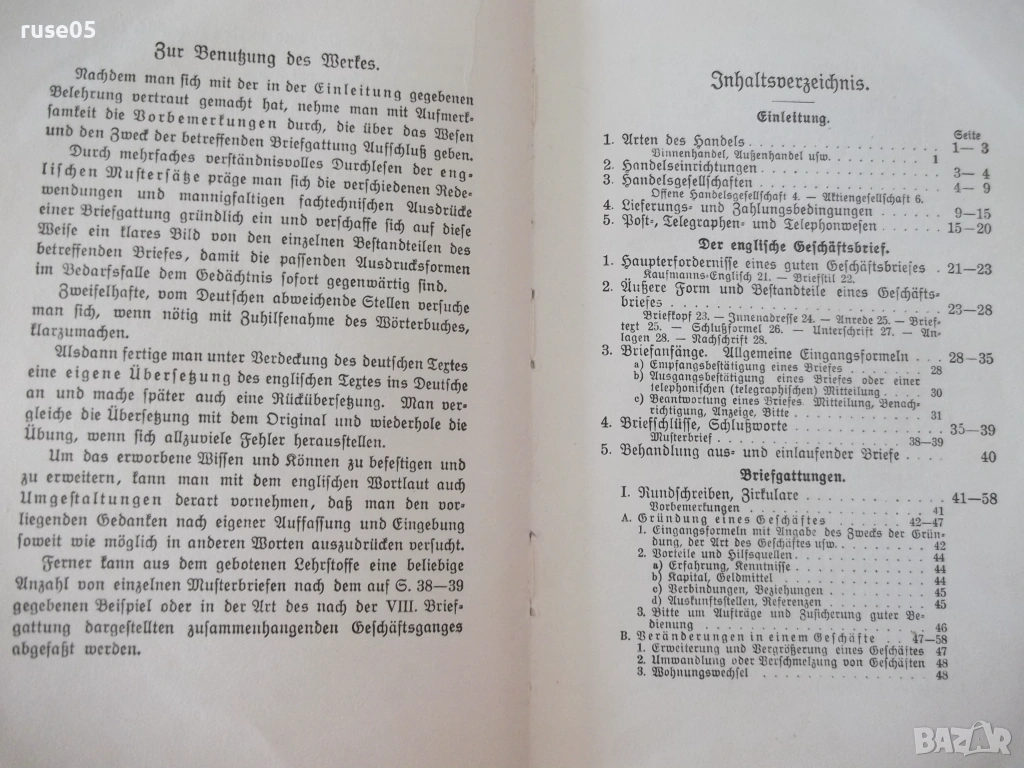 ruse05
Zur Benutzung des Werkes.
Nachdem man sich mit der in der Einleitung gegebenen
Belehrung vertraut gemacht hat, nehme man mit Aufmerk-
samkeit die Vorbemerkungen durch, die über das Wesen
und den Zweck der betreffenden Briefgattung Aufschluß geben.
Durch mehrfaches verständnisvolles Durchlesen der eng-
lischen Mustersätze präge man sich die verschiedenen Rede-
wendungen und mannigfaltigen fachtechnischen Ausdrücke
einer Briefgattung gründlich ein und verschaffe sich auf diese
Weise ein klares Bild von den einzelnen Bestandteilen des
betreffenden Briefes, damit die passenden Ausdrucksformen
im Bedarfsfalle dem Gedächtnis sofort gegenwärtig sind.
Zweifelhafte, vom Deutschen abweichende Stellen versuche
man sich, wenn nötig mit Zuhilfenahme des Wörterbuches,
klarzumachen.
Alsdann fertige man unter Verdeckung des deutschen Textes
eine eigene Übersetzung des englischen Textes ins Deutsche
an und mache später auch eine Rückübersetzung. Man ver-
gleiche die Übersetzung mit dem Original und wiederhole die
Übung, wenn sich allzuviele Fehler herausstellen.
Um das erworbene Wissen und Können zu befestigen und
zu erweitern, kann man mit dem englischen Wortlaut auch
Umgestaltungen derart vornehmen, daß man den vor-
liegenden Gedanken nach eigener Auffassung und Eingebung
soweit wie möglich in anderen Worten auszudrücken versucht.
Ferner kann aus dem gebotenen Lehrstoffe eine beliebige
Anzahl von einzelnen Musterbriefen nach dem auf S. 38—39
gegebenen Beispiel oder in der Art des nach der VIII. Brief-
gattung dargestellten zusammenhangenden Geschäftsganges
abgefaßt werden.
Inhaltsverzeichnis.
Einleitung.
Seite
1. Arten des Handels . . . . . . . . . . . . 1— 3
Binnenhandel, Außenhandel usw. . . . . . . . . . . 1
2. Handelseinrichtungen . . . . . . . . . . . 3— 4
3. Handelsgesellschaften . . . . . . . . . . . 4— 9
Offene Handelsgesellschaft 4. — Aktiengesellschaft 6.
4. Lieferungs- und Zahlungsbedingungen . . . . . 9—15
5. Post-, Telegraphen- und Telephonwesen . . . . 15—20
Der englische Geschäftsbrief.
1. Haupterfordernisse eines guten Geschäftsbriefes . 21—23
Kaufmanns-Englisch 21. — Briefstil 22.
2. Äußere Form und Bestandteile eines Geschäfts-
briefes . . . . . . . . . . . . . . . 23—28
Briefkopf 23. — Innenadresse 24. — Anrede 25. — Brief-
text 25. — Schlußformel 26. — Unterschrift 27. — An-
lagen 28. — Nachschrift 28.
3. Briefanfänge. Allgemeine Eingangsformeln . . . 28—35
a) Empfangsbestätigung eines Briefes . . . . . . . 28
b) Ausgangsbestätigung eines Briefes oder einer
telephonischen (telegraphischen) Mitteilung . . . . 30
c) Beantwortung eines Briefes. Mitteilung, Benach-
richtigung, Anzeige, Bitte . . . . . . . . . . 31
4. Briefschlüsse, Schlußworte . . . . . . . . . 35—39
Musterbrief . . . . . . . . . . . . . . 38—39
5. Behandlung aus- und einlaufender Briefe . . . . 40
Briefgattungen.
I. Rundschreiben, Zirkulare . . . . . . . . . 41—58
Vorbemerkungen . . . . . . . . . . . . . 41
A. Gründung eines Geschäftes . . . . . . 42—47
1. Eingangsformeln mit Angabe des Zwecks der Grün-
dung, der Art des Geschäftes usw. . . . . . . . . 42
2. Vorteile und Hilfsquellen . . . . . . . . . . 44
a) Erfahrung, Kenntnisse . . . . . . . . . . 44
b) Kapital, Geldmittel . . . . . . . . . . . 44
c) Verbindungen, Beziehungen . . . . . . . . 45
d) Auskunftsstellen, Referenzen . . . . . . . . 45
3. Bitte um Aufträge und Zusicherung guter Be-
dienung . . . . . . . . . . . . . . . 46
B. Veränderungen in einem Geschäfte . . 47—58
1. Erweiterung und Vergrößerung eines Geschäftes 47
2. Umwandlung oder Verschmelzung von Geschäften 48
3. Wohnungswechsel . . . . . . . . . . . . 48
BAZAR